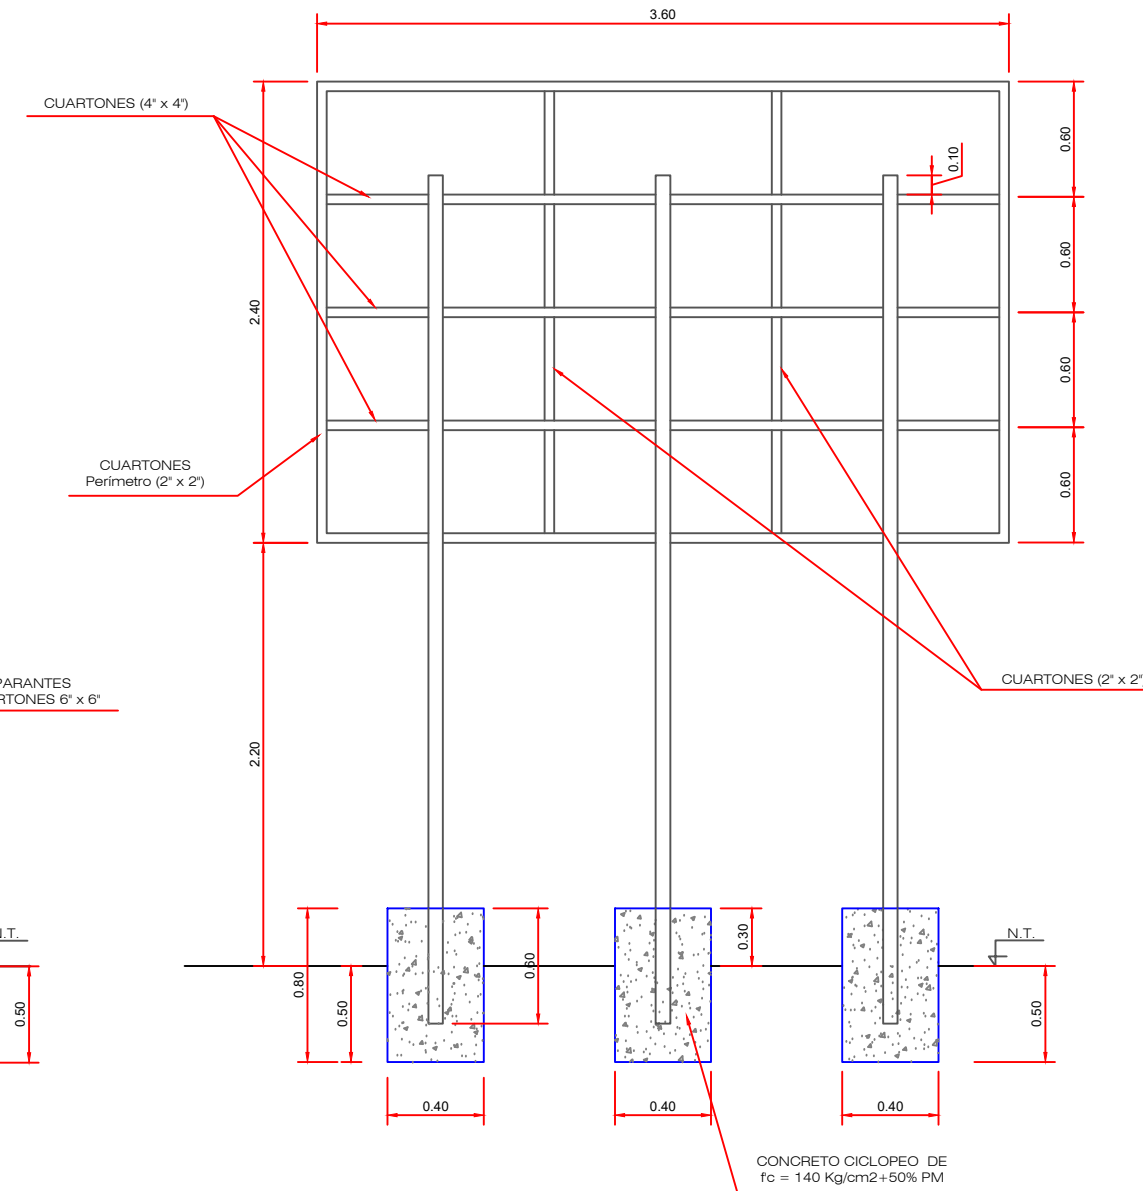 3.60
CUARTONES (4" x 4")
0.60
0.10
0.60
2.40
0.60
CUARTONES
Perímetro (2" x 2")
0.60
PARANTES
RTONES 6" x 6"
CUARTONES (2" x 2"
2.20
N.T.
N.T.
0.30
0.60
0.80
0.50
0.50
0.50
0.40
0.40
0.40
CONCRETO CICLOPEO DE
f'c = 140 Kg/cm2+50% PM